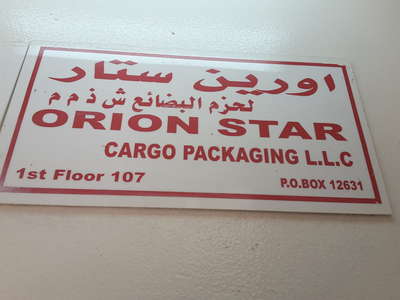 اورين ستار
لحزم البضائع ش ذ م م
ORION STAR
CARGO PACKAGING L.L.C
1st Floor 107
P.O.BOX 12631